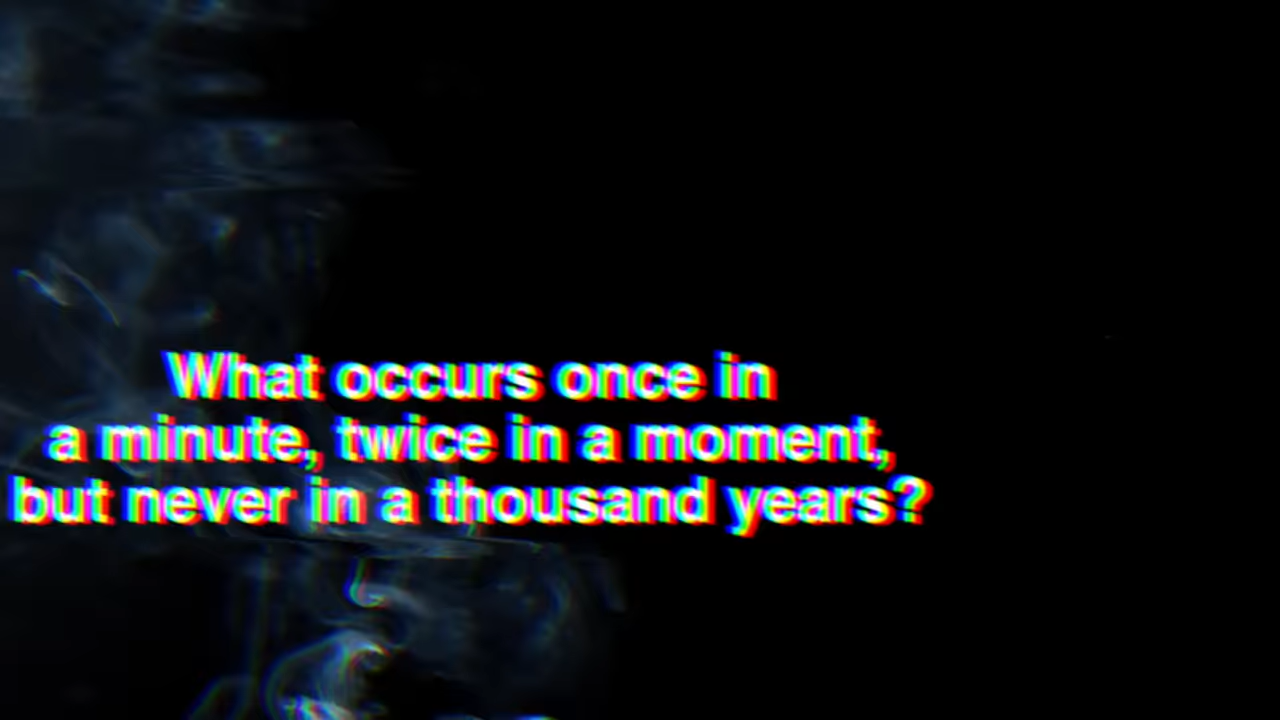 What occurs once in
a minute, twice in a moment,
but never in a thousand years?